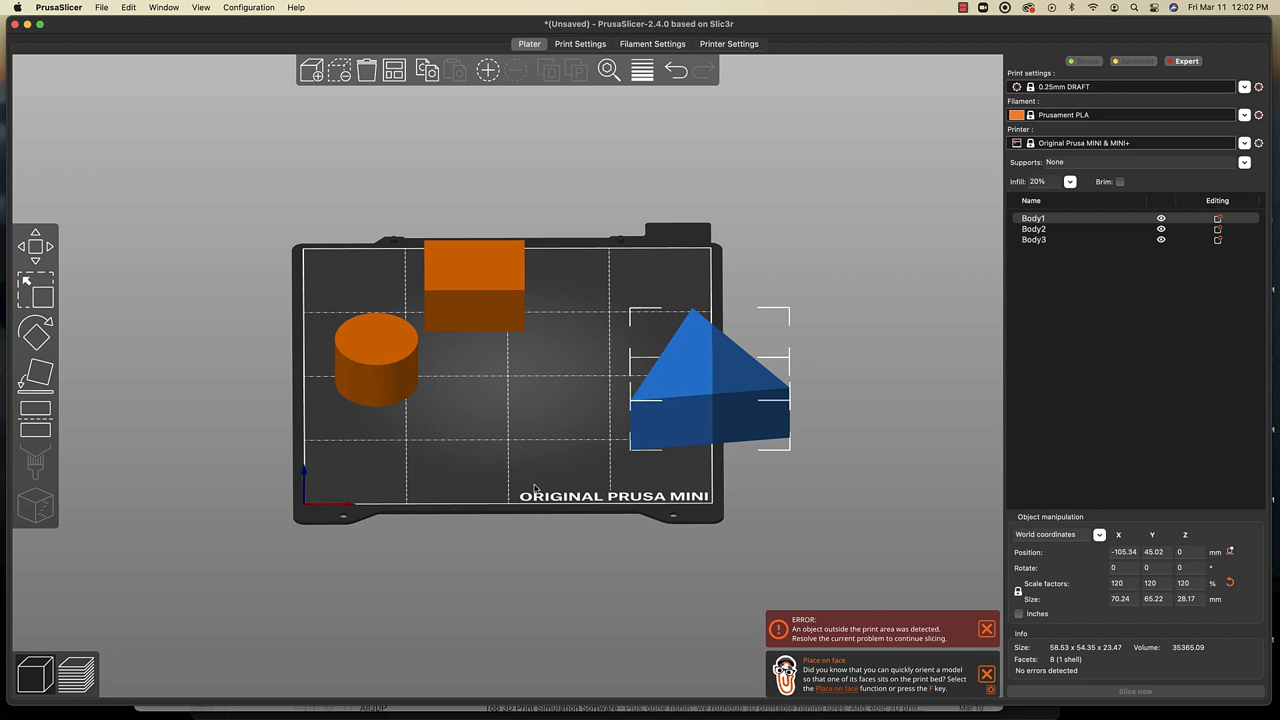 PrusaSlicer File Edit Window View Configuration Help Fri Mar 11 12:02 PM
*(Unsaved) - PrusaSlicer-2.4.0 based on Slic3r
Plater Print Settings Filament Settings Printer Settings
Simple Advanced Expert
Print settings :
0.25mm DRAFT
Filament :
Prusament PLA
Printer :
Original Prusa MINI & MINI+
Supports: None
Infill: 20% Brim:
Name Editing
Body1
Body2
Body3
ORIGINAL PRUSA MINI
Object manipulation
World coordinates X Y Z
Position: -105.34 45.02 0 mm
Rotate: 0 0 0 °
Scale factors: 120 120 120 %
Size: 70.24 65.22 28.17 mm
Inches
Info
Size: 58.53 x 54.35 x 23.47 Volume: 35365.09
Facets: 8 (1 shell)
No errors detected
Slice now
ERROR:
An object outside the print area was detected.
Resolve the current problem to continue slicing.
Place on face
Did you know that you can quickly orient a model
so that one of its faces sits on the print bed? Select
the Place on face function or press the F key.